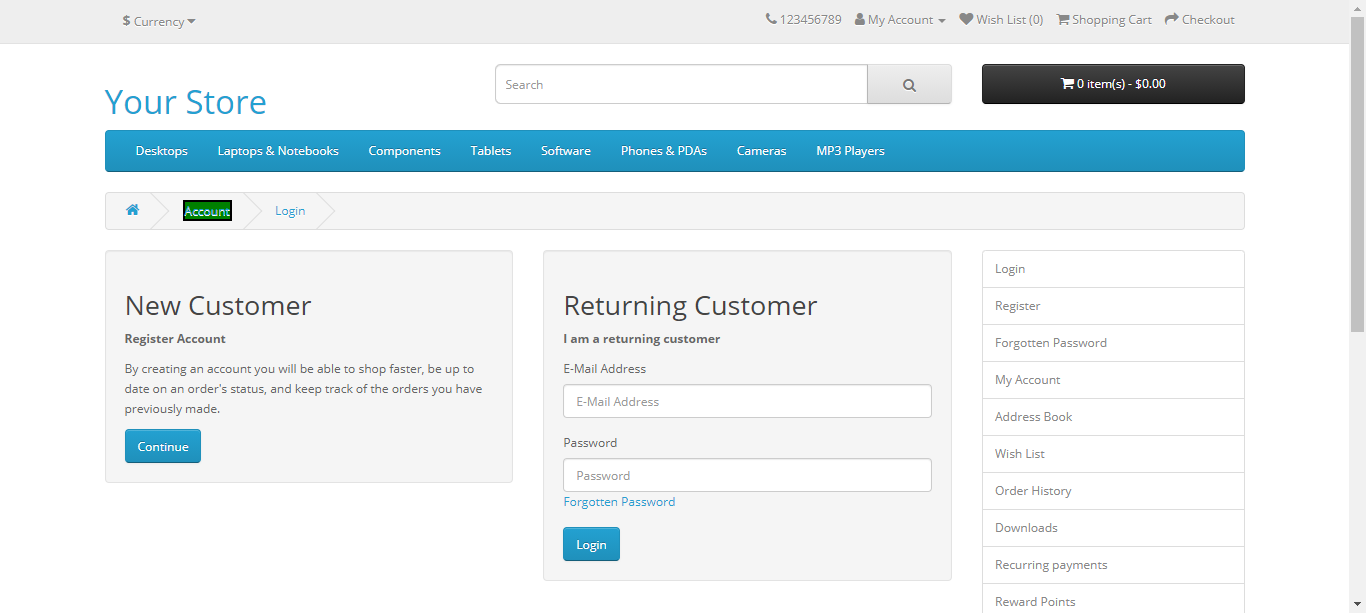 $ Currency
123456789 My Account Wish List (0) Shopping Cart Checkout
Your Store
Search
0 item(s) - $0.00
Desktops Laptops & Notebooks Components Tablets Software Phones & PDAs Cameras MP3 Players
Account Login
New Customer
Register Account
By creating an account you will be able to shop faster, be up to
date on an order's status, and keep track of the orders you have
previously made.
Continue
Returning Customer
I am a returning customer
E-Mail Address
E-Mail Address
Password
Password
Forgotten Password
Login
Login
Register
Forgotten Password
My Account
Address Book
Wish List
Order History
Downloads
Recurring payments
Reward Points